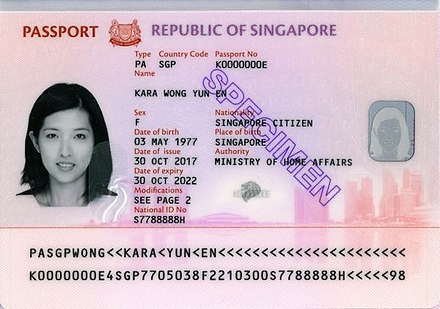 PASSPORT REPUBLIC OF SINGAPORE
Type Country Code Passport No
PA SGP K0000000E
Name
KARA WONG YUN EN
Sex Nationality
F SINGAPORE CITIZEN
Date of birth Place of birth
03 MAY 1977 SINGAPORE
Date of issue Authority
30 OCT 2017 MINISTRY OF HOME AFFAIRS
Date of expiry
30 OCT 2022
Modifications
SEE PAGE 2
National ID No
S7788888H
SPECIMEN
PASGPWONG<<KARA<YUN<EN<<<<<<<<<<<<<<<<<<<<<<
K0000000E4SGP7705038F2210300S7788888H<<<<<98